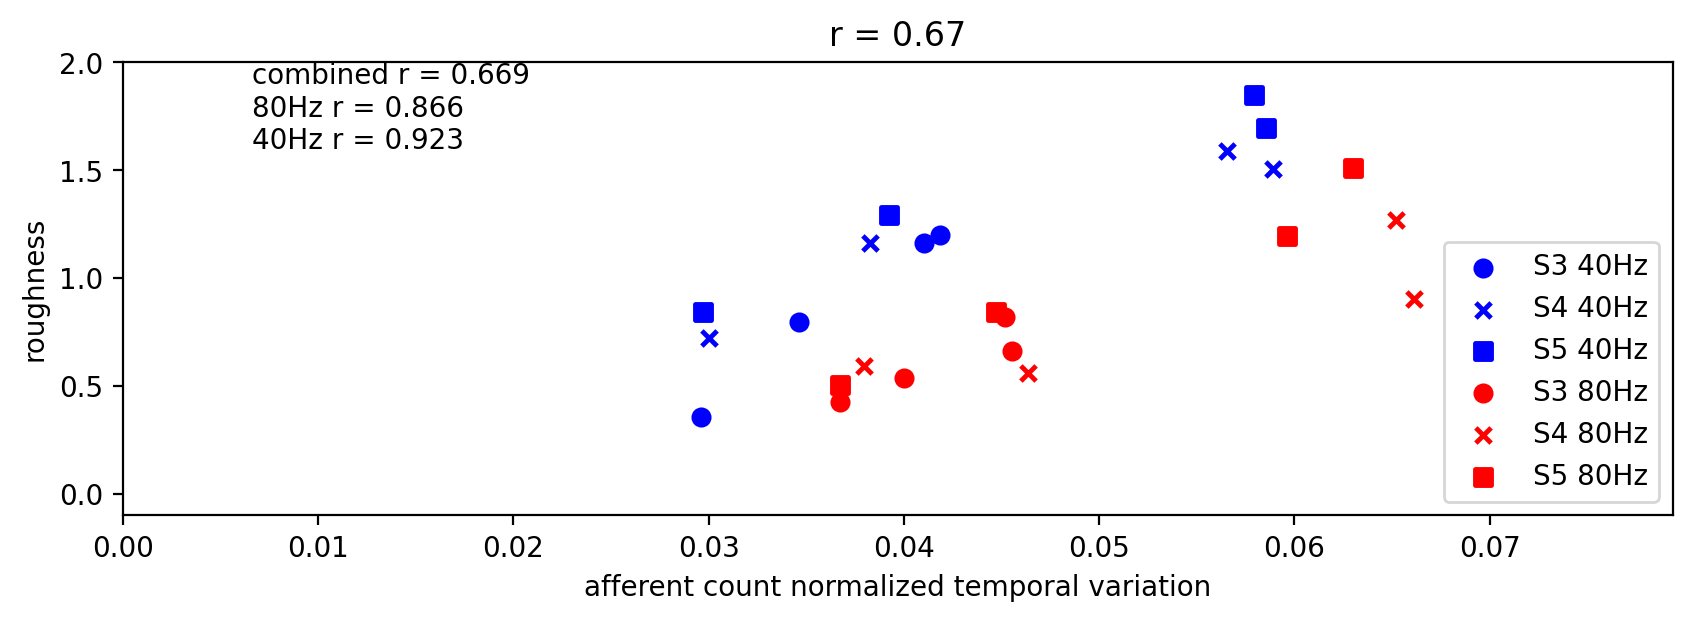 r = 0.67
combined r = 0.669
80Hz r = 0.866
40Hz r = 0.923
roughness
2.0
1.5
1.0
0.5
0.0
S3 40Hz
S4 40Hz
S5 40Hz
S3 80Hz
S4 80Hz
S5 80Hz
0.00 0.01 0.02 0.03 0.04 0.05 0.06 0.07
afferent count normalized temporal variation